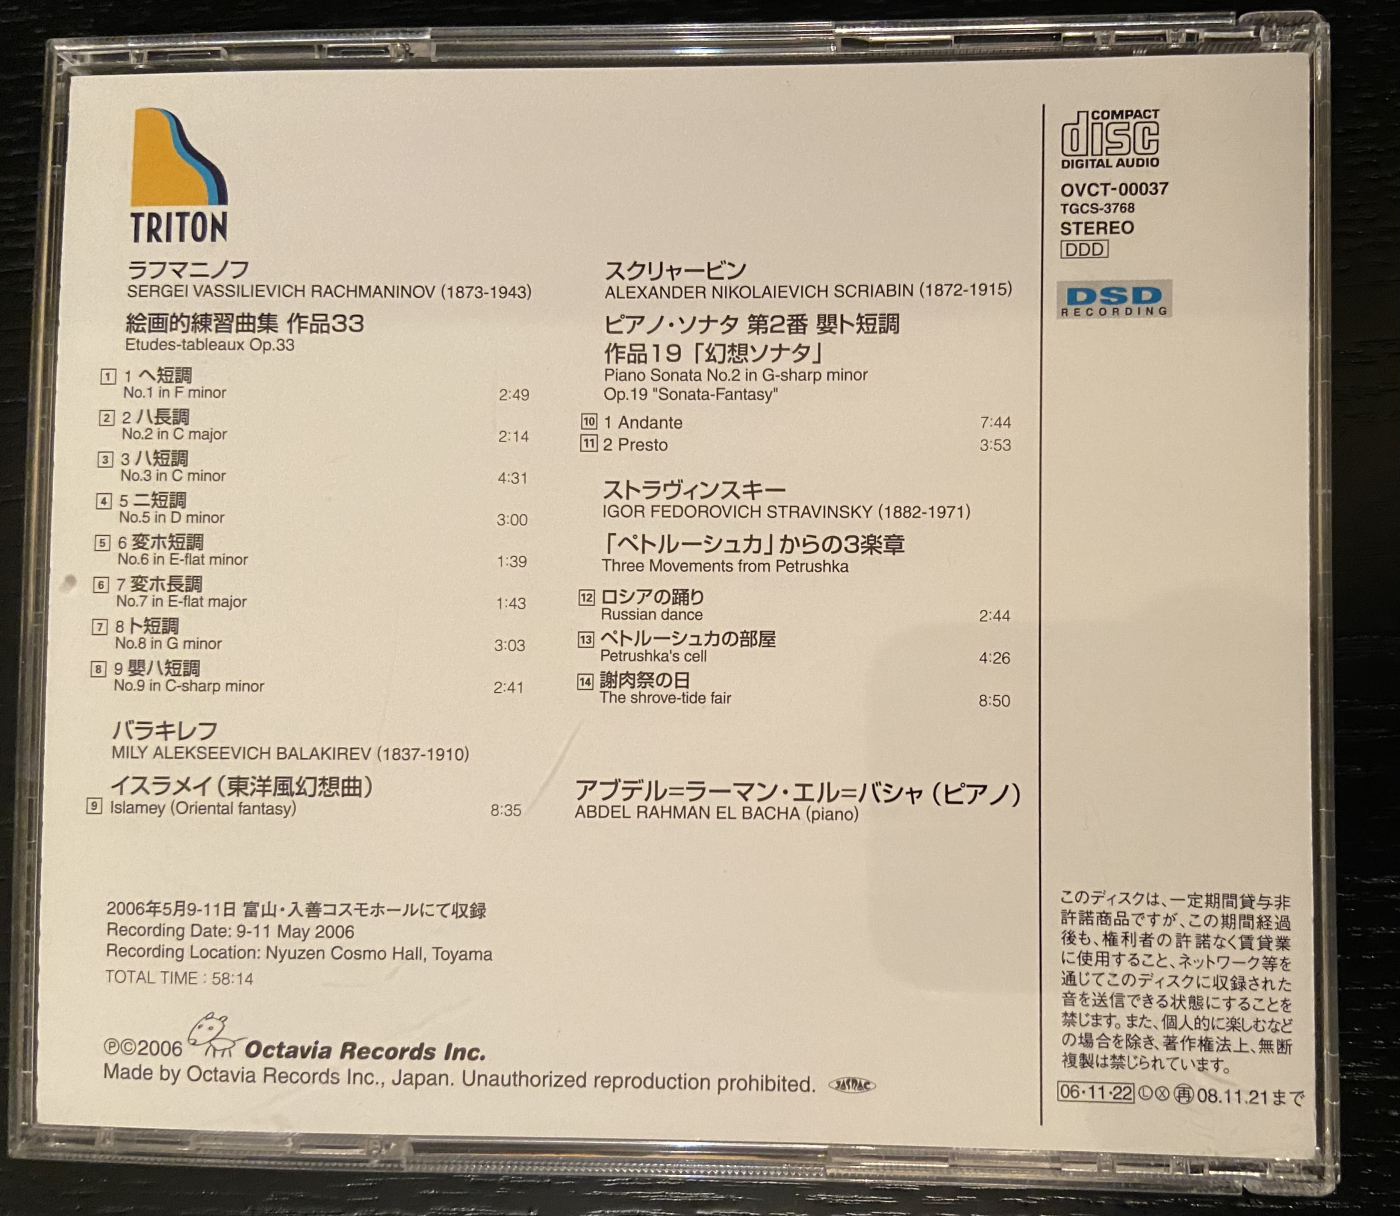 TRITON
ラフマニノフ
SERGEI VASSILIEVICH RACHMANINOV (1873-1943)
絵画的練習曲集 作品33
Etudes-tableaux Op.33
1 1 ヘ短調
No.1 in F minor 2:49
2 2 ハ長調
No.2 in C major 2:14
3 3 ハ短調
No.3 in C minor 4:31
4 5 ニ短調
No.5 in D minor 3:00
5 6 変ホ短調
No.6 in E-flat minor 1:39
6 7 変ホ長調
No.7 in E-flat major 1:43
7 8 ト短調
No.8 in G minor 3:03
8 9 嬰ハ短調
No.9 in C-sharp minor 2:41
バラキレフ
MILY ALEKSEEVICH BALAKIREV (1837-1910)
イスラメイ(東洋風幻想曲)
9 Islamey (Oriental fantasy) 8:35
スクリャービン
ALEXANDER NIKOLAIEVICH SCRIABIN (1872-1915)
ピアノ・ソナタ 第2番 嬰ト短調
作品19「幻想ソナタ」
Piano Sonata No.2 in G-sharp minor
Op.19 "Sonata-Fantasy"
10 1 Andante 7:44
11 2 Presto 3:53
ストラヴィンスキー
IGOR FEDOROVICH STRAVINSKY (1882-1971)
「ペトルーシュカ」からの3楽章
Three Movements from Petrushka
12 ロシアの踊り
Russian dance 2:44
13 ペトルーシュカの部屋
Petrushka's cell 4:26
14 謝肉祭の日
The shrove-tide fair 8:50
アブデル=ラーマン・エル=バシャ(ピアノ)
ABDEL RAHMAN EL BACHA (piano)
2006年5月9-11日 富山・入善コスモホールにて収録
Recording Date: 9-11 May 2006
Recording Location: Nyuzen Cosmo Hall, Toyama
TOTAL TIME : 58:14
ⓅⒸ2006 Octavia Records Inc.
Made by Octavia Records Inc., Japan. Unauthorized reproduction prohibited. JASRAC
COMPACT
disc
DIGITAL AUDIO
OVCT-00037
TGCS-3768
STEREO
DDD
DSD
RECORDING
このディスクは、一定期間貸与非
許諾商品ですが、この期間経過
後も、権利者の許諾なく賃貸業
に使用すること、ネットワーク等を
通じてこのディスクに収録された
音を送信できる状態にすることを
禁じます。また、個人的に楽しむなど
の場合を除き、著作権法上、無断
複製は禁じられています。
06・11・22 Ⓛ Ⓧ 再 08.11.21まで